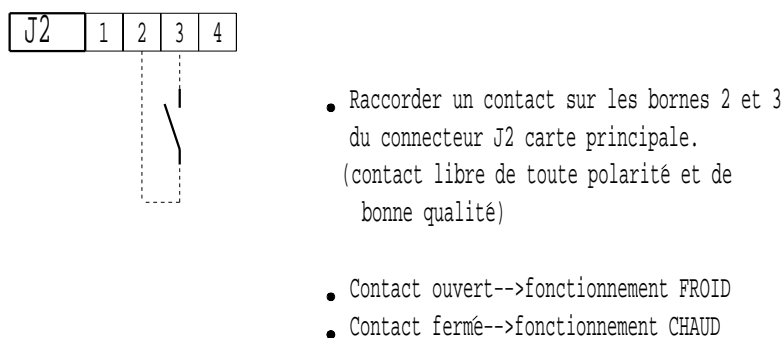 J2 1 2 3 4
• Raccorder un contact sur les bornes 2 et 3
du connecteur J2 carte principale.
(contact libre de toute polarité et de
bonne qualité)
• Contact ouvert-->fonctionnement FROID
• Contact fermé-->fonctionnement CHAUD